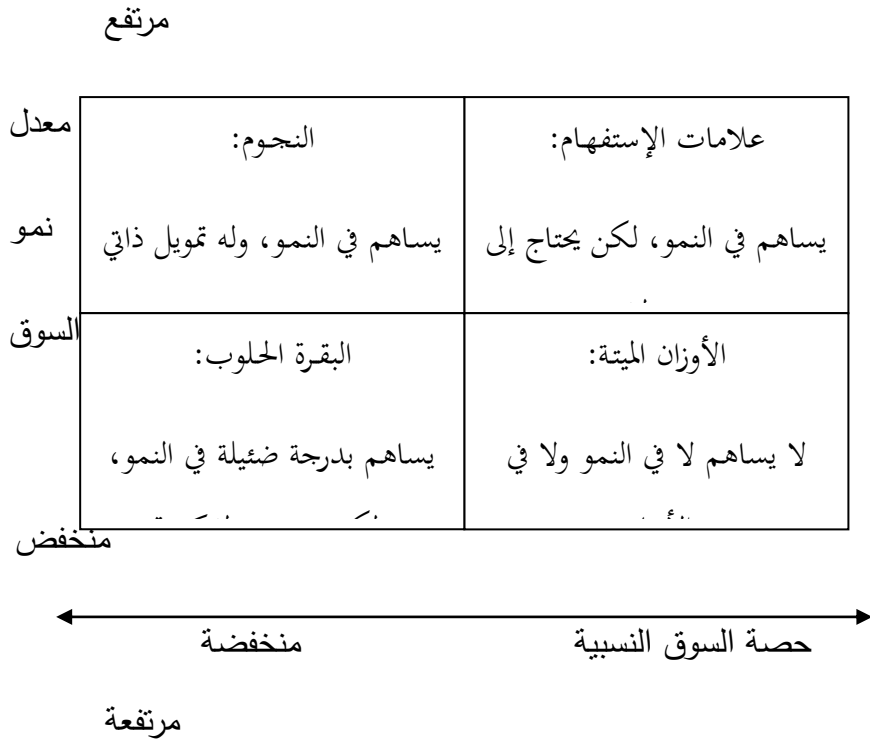 مرتفع
معدل
نمو
السوق
منخفض
علامات الإستفهام:
يساهم في النمو، لكن يحتاج إلى
النجوم:
يساهم في النمو، وله تمويل ذاتي
الأوزان الميتة:
لا يساهم لا في النمو ولا في
البقرة الحلوب:
يساهم بدرجة ضئيلة في النمو،
حصة السوق النسبية
منخفضة
مرتفعة